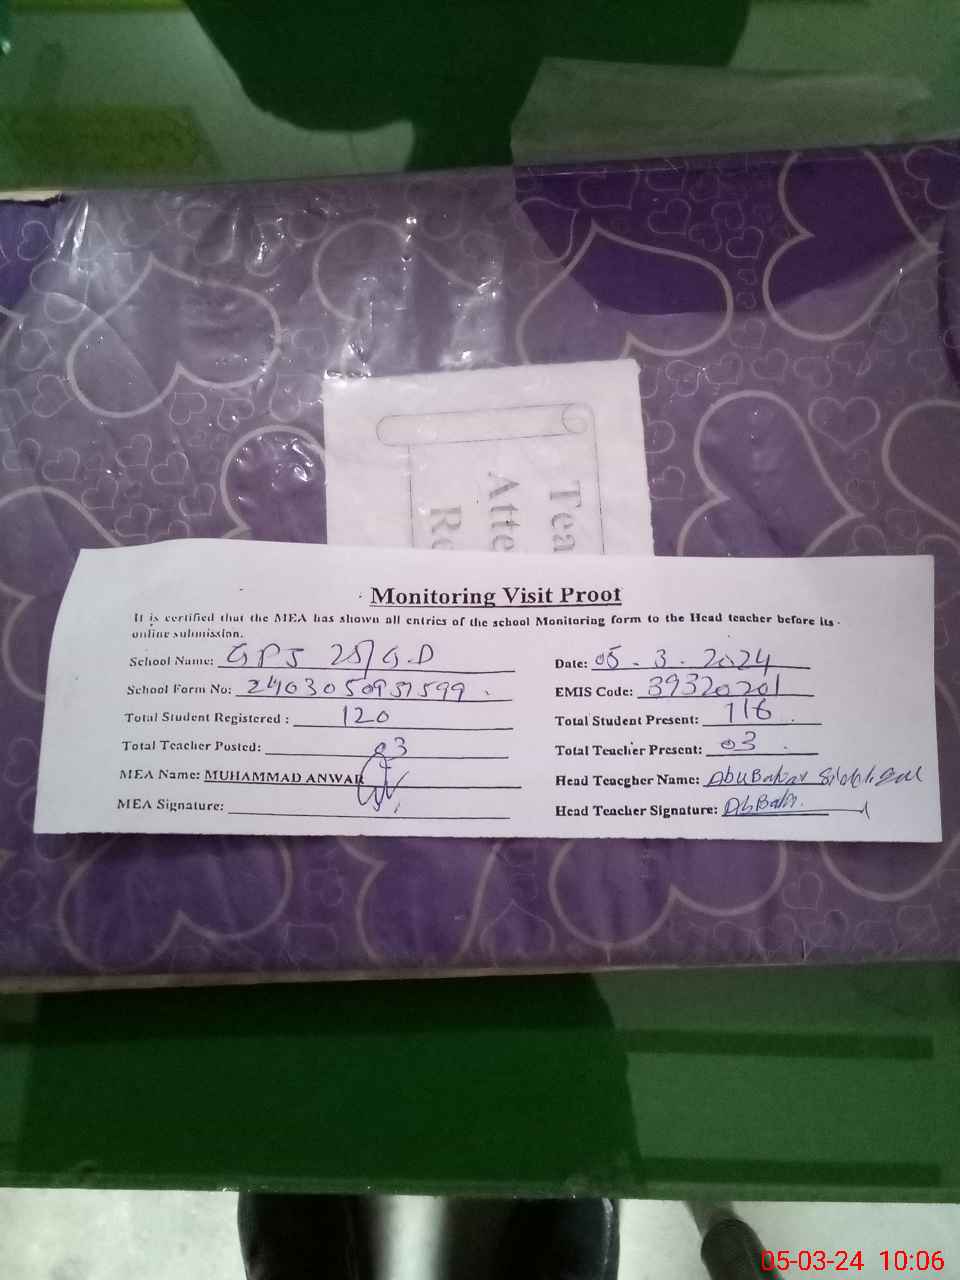 Tea
Atte
Re
Monitoring Visit Proof
It is certified that the MEA has shown all entries of the school Monitoring form to the Head teacher before its
online submission.
School Name: GPS 25/G.D
Date: 05.3.2024
School Form No:
EMIS Code: 39320201
Total Student Registered : 120
Total Student Present: 116
Total Teacher Posted: 03
Total Teacher Present: 03
MEA Name: MUHAMMAD ANWAR
Head Teacgher Name: AbuBakar
MEA Signature:
Head Teacher Signature:
05-03-24 10:06